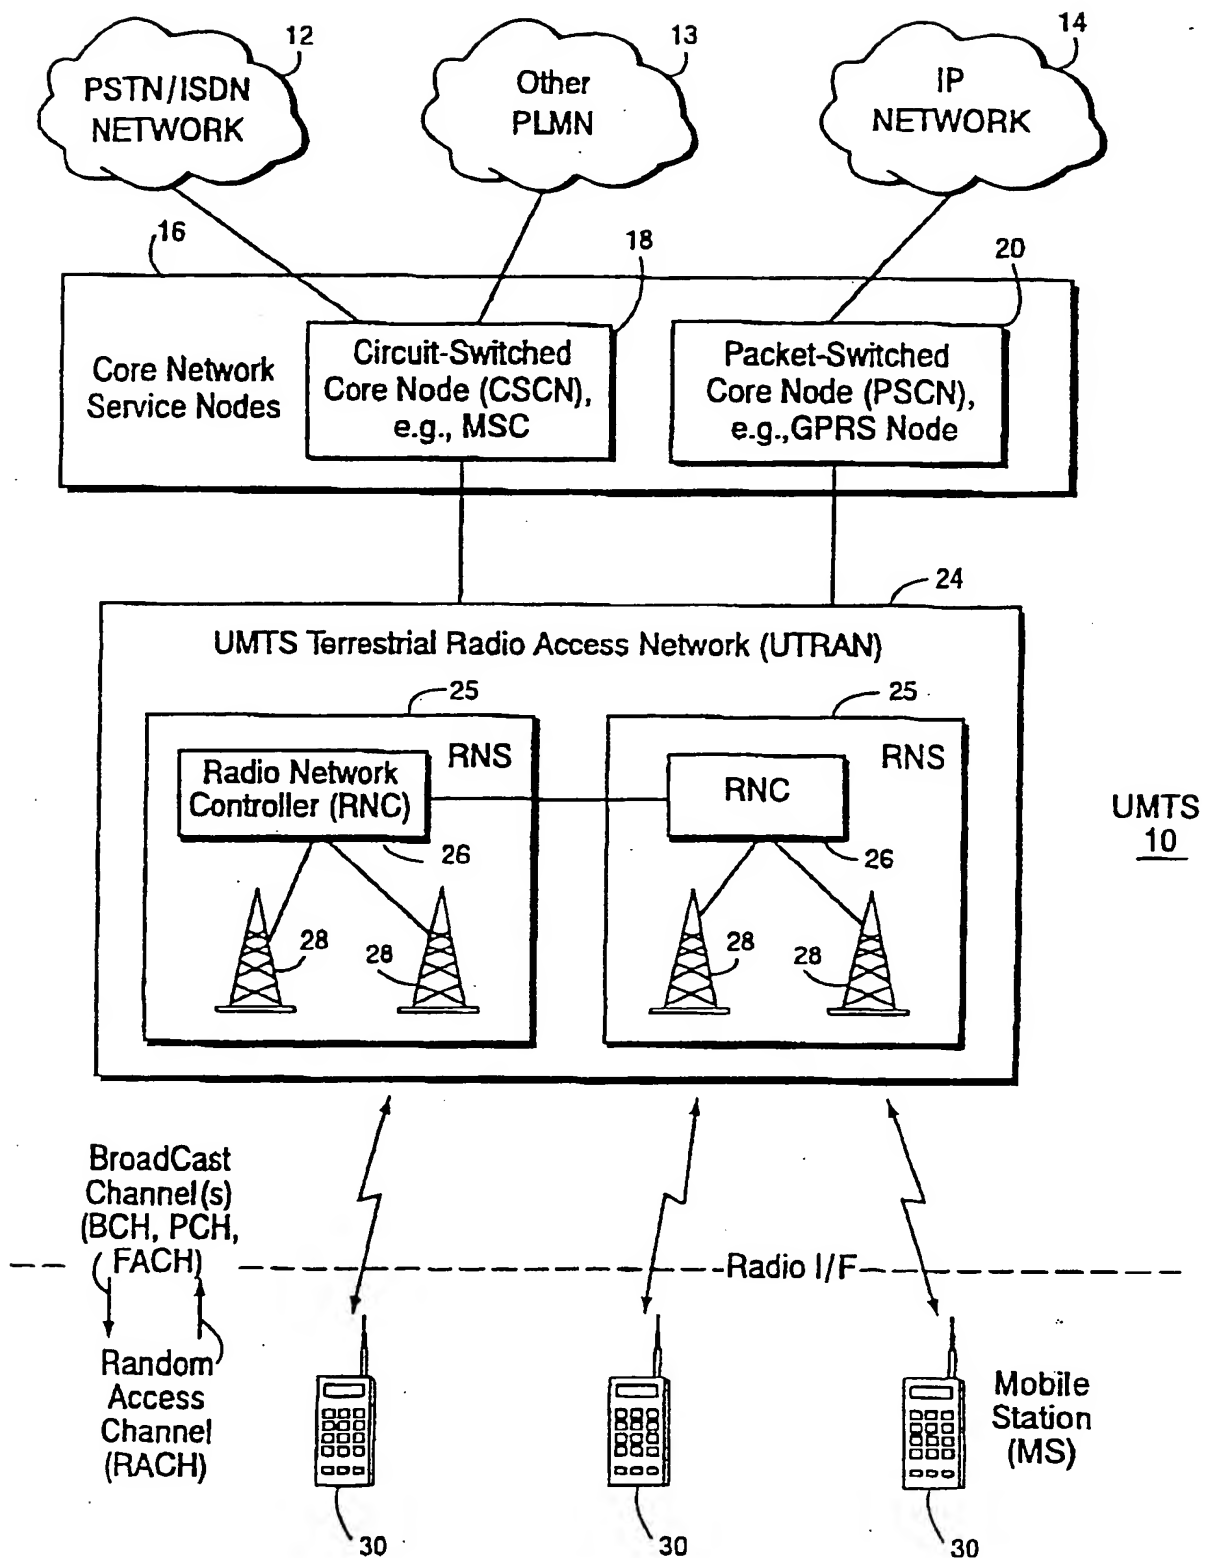 12
13
14
PSTN/ISDN
NETWORK
Other
PLMN
IP
NETWORK
16
18
20
Core Network
Service Nodes
Circuit-Switched
Core Node (CSCN),
e.g., MSC
Packet-Switched
Core Node (PSCN),
e.g.,GPRS Node
24
UMTS Terrestrial Radio Access Network (UTRAN)
25
25
RNS
RNS
Radio Network
Controller (RNC)
RNC
26
26
UMTS
10
28
28
28
28
BroadCast
Channel(s)
(BCH, PCH,
FACH)
Radio I/F
Random
Access
Channel
(RACH)
Mobile
Station
(MS)
30
30
30